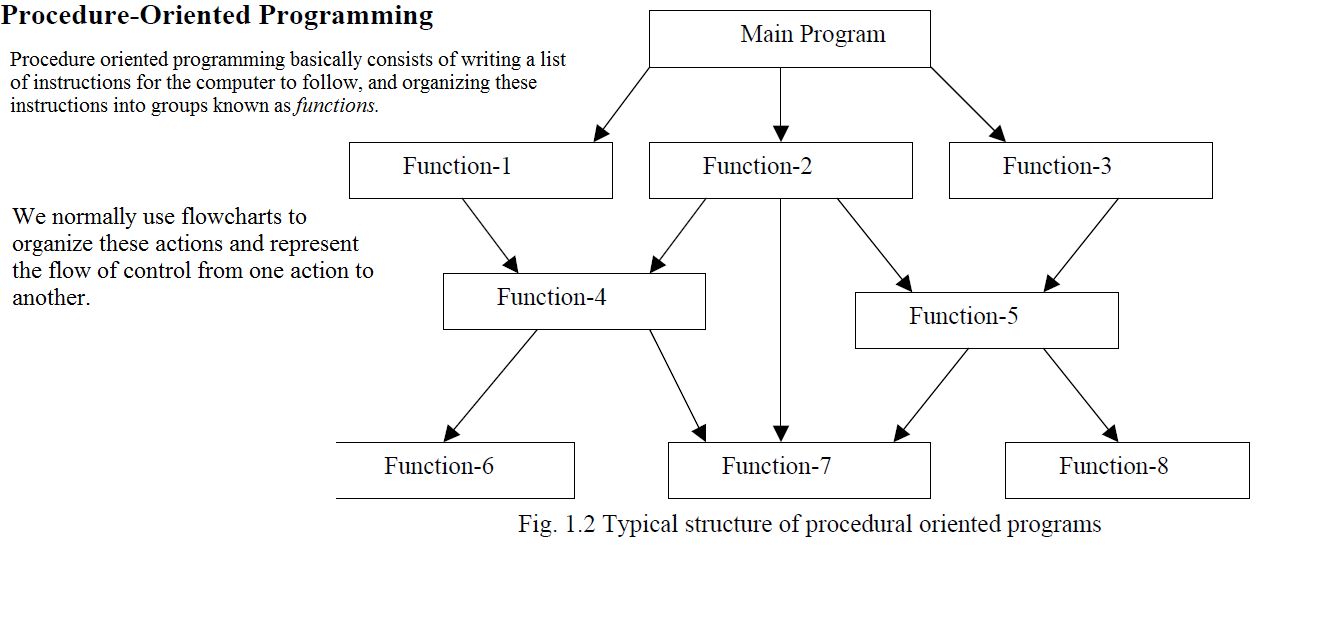 Procedure-Oriented Programming
Procedure oriented programming basically consists of writing a list
of instructions for the computer to follow, and organizing these
instructions into groups known as functions.
We normally use flowcharts to
organize these actions and represent
the flow of control from one action to
another.
Main Program
Function-1
Function-2
Function-3
Function-4
Function-5
Function-6
Function-7
Function-8
Fig. 1.2 Typical structure of procedural oriented programs